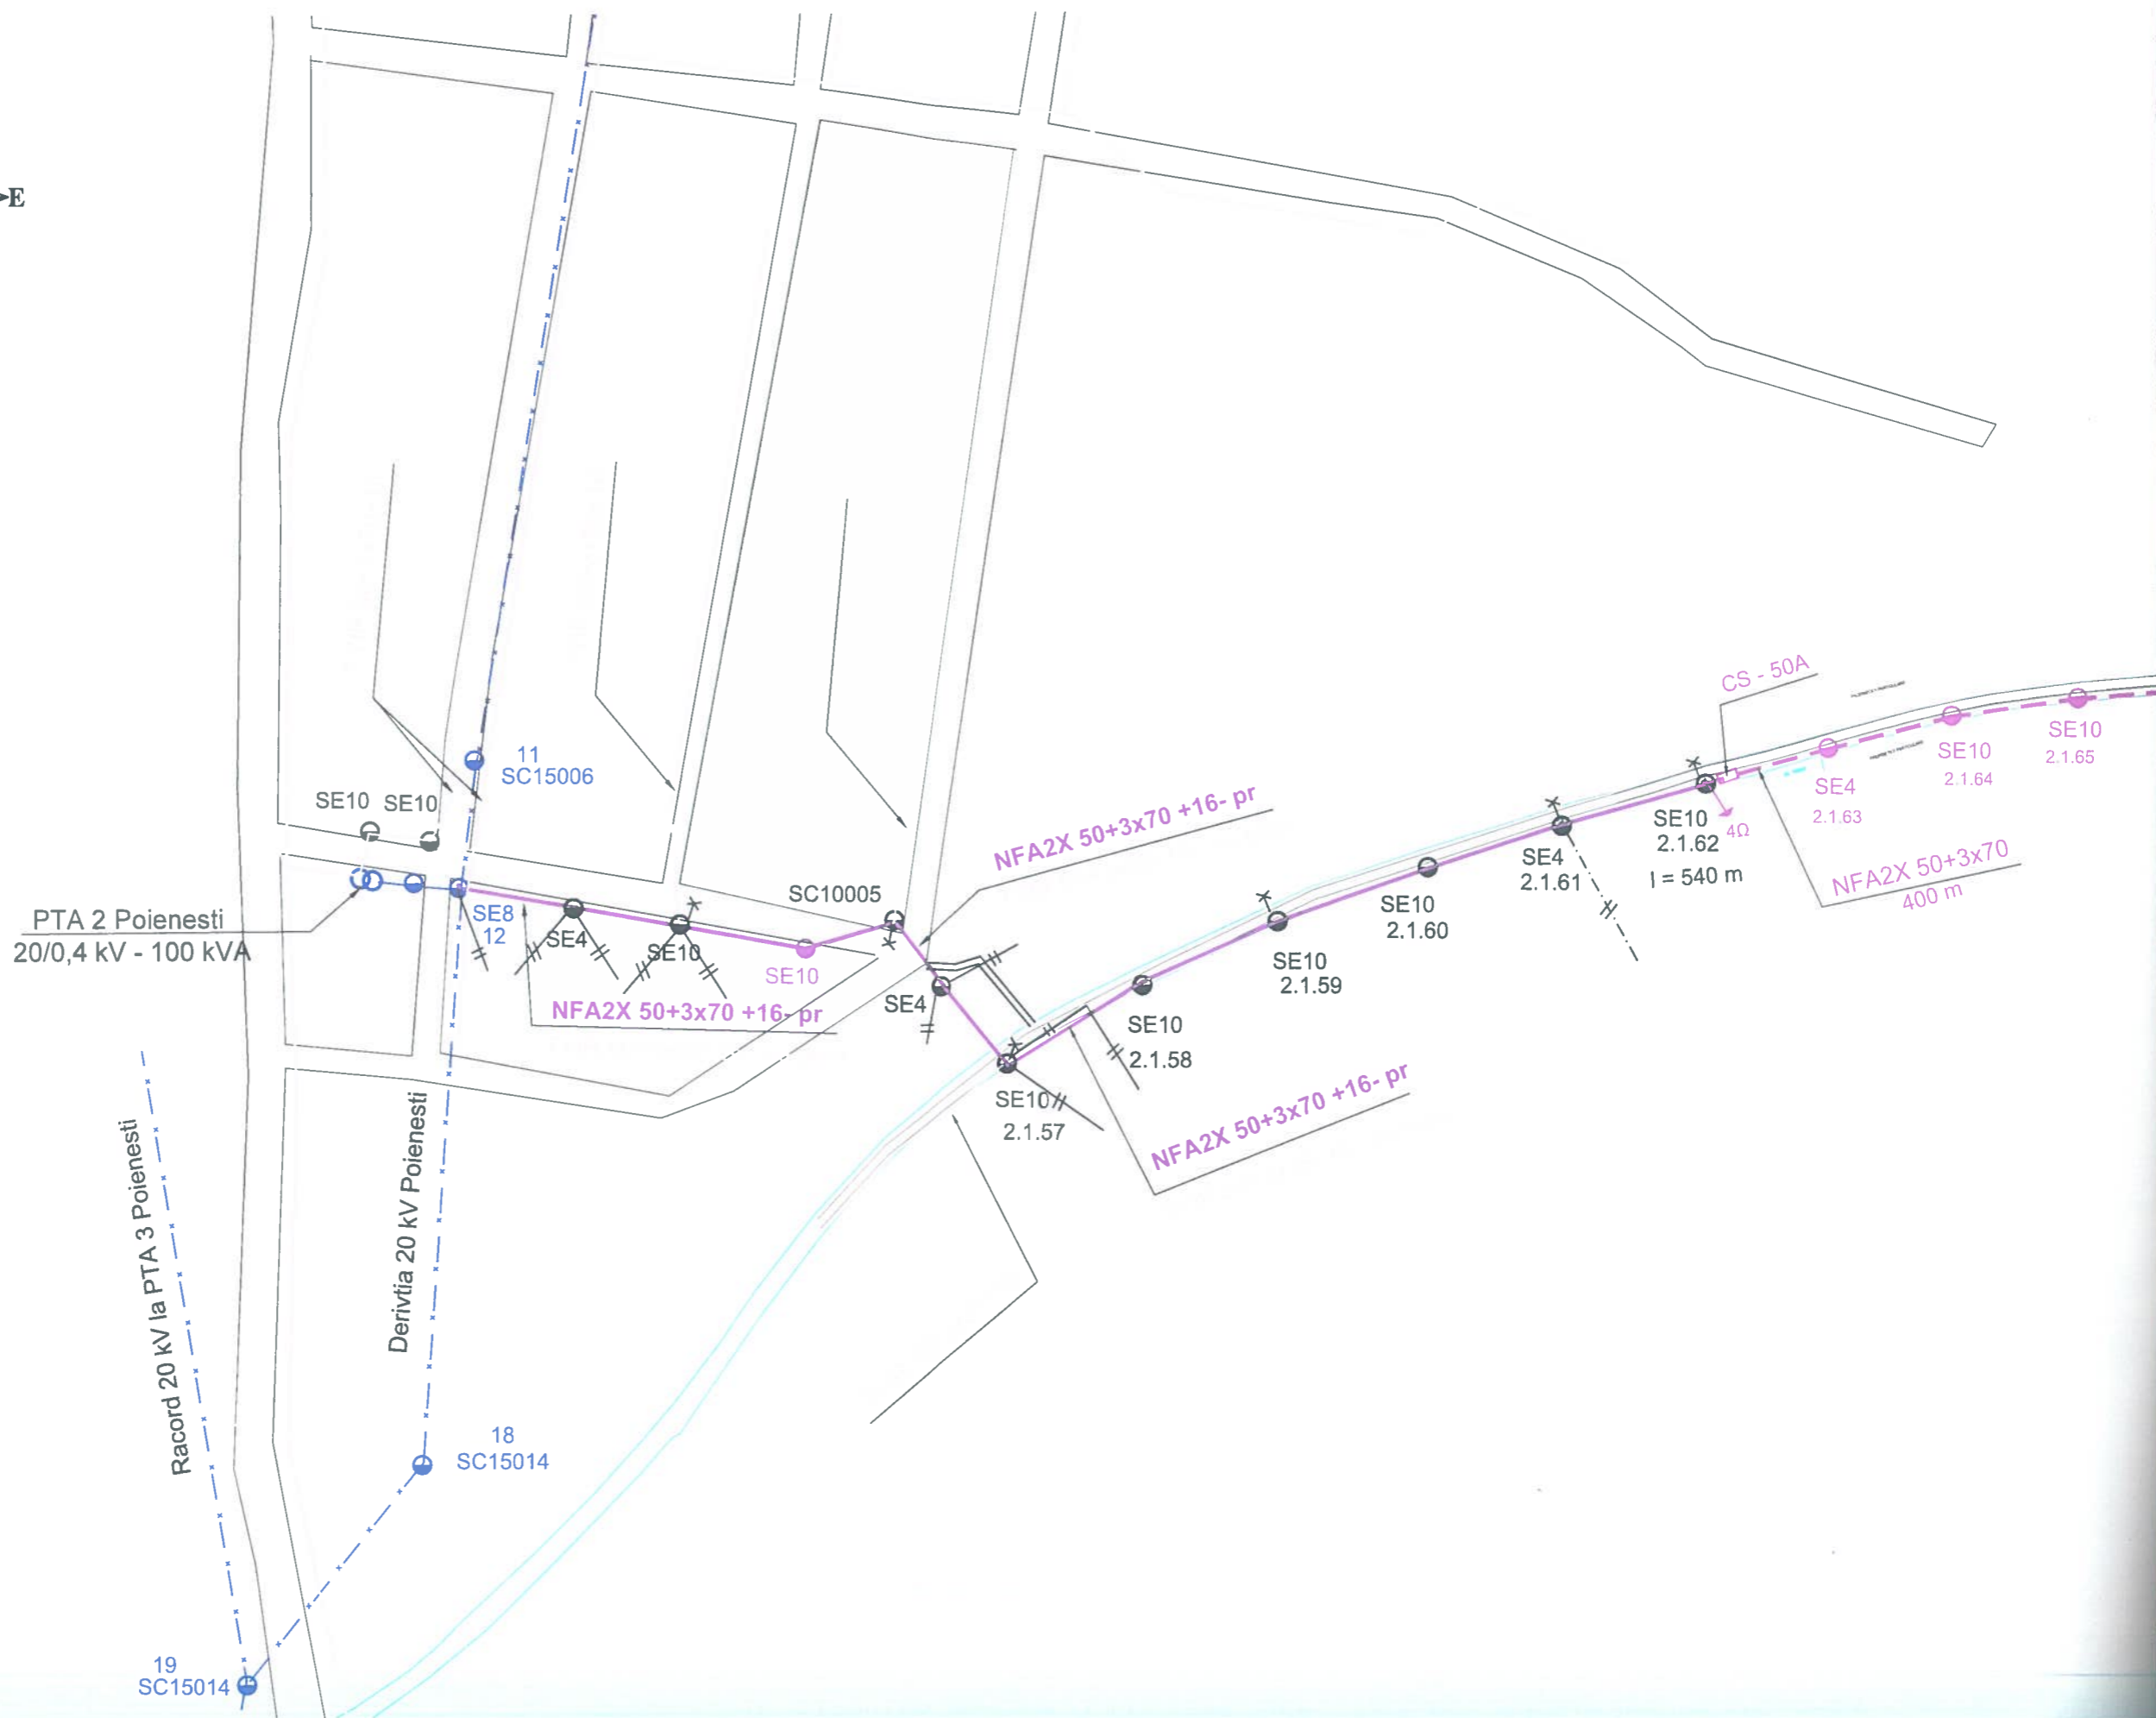 E
11
SC15006
SE10 SE10
PTA 2 Poienesti
20/0,4 kV - 100 kVA
SE8
12
SE4
SE10
SE10
NFA2X 50+3x70 +16- pr
SC10005
SE4
NFA2X 50+3x70 +16- pr
SE10
2.1.57
SE10
2.1.58
NFA2X 50+3x70 +16- pr
SE10
2.1.59
SE10
2.1.60
SE4
2.1.61
SE10
2.1.62
l = 540 m
4Ω
CS - 50A
SE4
2.1.63
NFA2X 50+3x70
400 m
SE10
2.1.64
SE10
2.1.65
Racord 20 kV la PTA 3 Poienesti
Derivtia 20 kV Poienesti
18
SC15014
19
SC15014